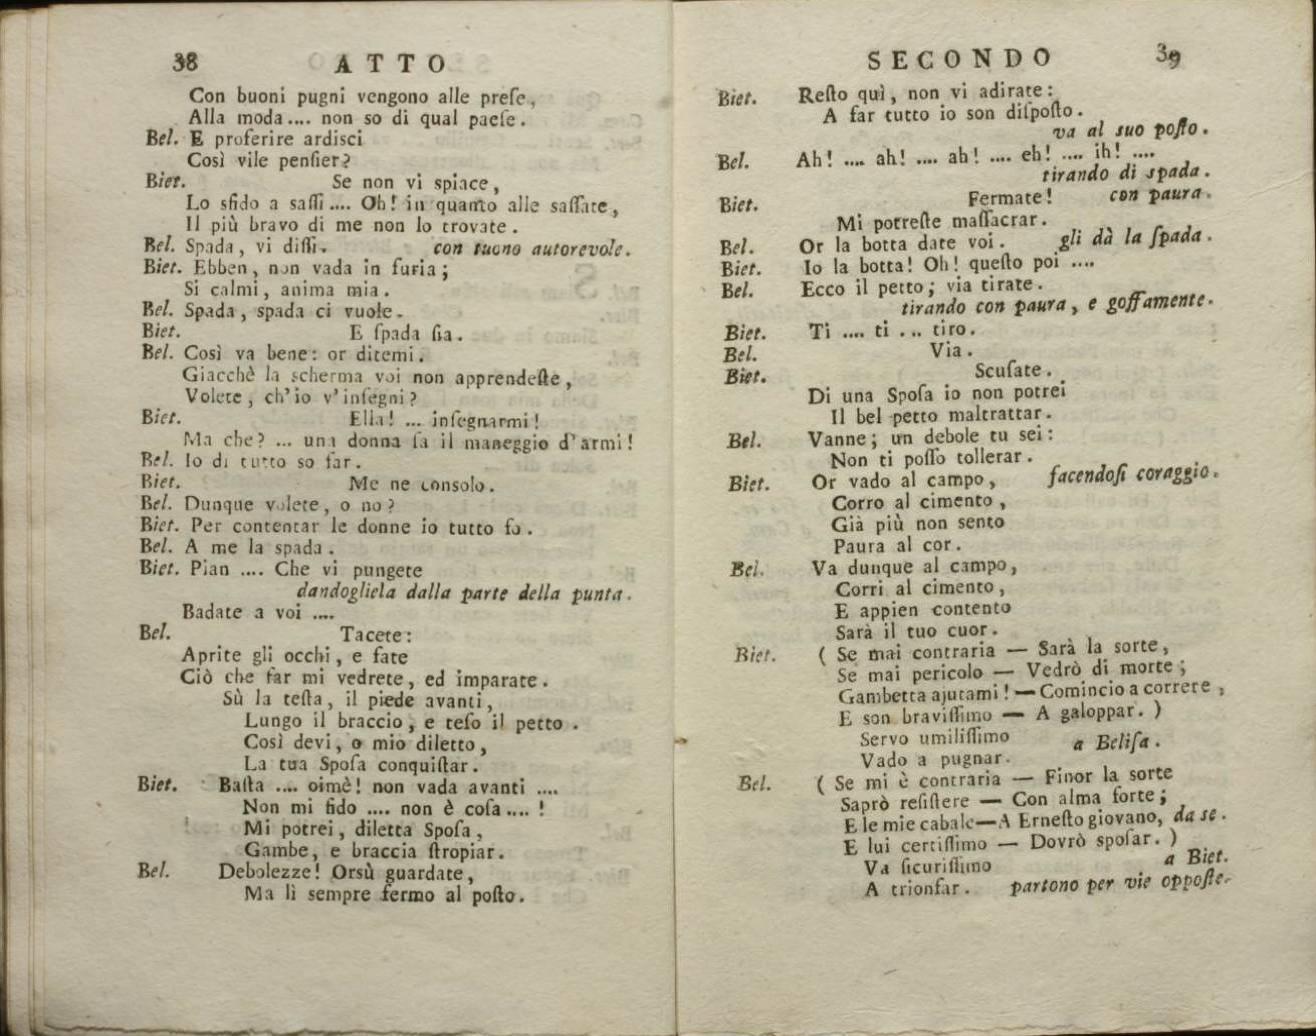 38 ATTO
Con buoni pugni vengono alle preſe,
Alla moda.... non so di qual paeſe.
Bel. E proferire ardisci
Così vile penſier?
Biet. Se non vi spiace,
Lo sfido a saſſi .... Oh! in quanto alle saſſate,
Il più bravo di me non lo trovate.
Bel. Spada, vi diſſi. con tuono autorevole.
Biet. Ebben, non vada in furia;
Si calmi, anima mia.
Bel. Spada, spada ci vuole.
Biet. E ſpada ſia.
Bel. Così va bene: or ditemi.
Giacchè la scherma voi non apprendeſte,
Volete, ch'io v'inſegni?
Biet. Ella! ... inſegnarmi!
Ma che? ... una donna ſa il maneggio d'armi!
Bel. Io di tutto so far.
Biet. Me ne consolo.
Bel. Dunque volete, o no?
Biet. Per contentar le donne io tutto fo.
Bel. A me la spada.
Biet. Pian .... Che vi pungete
dandogliela dalla parte della punta.
Badate a voi ....
Bel. Tacete:
Aprite gli occhi, e fate
Ciò che far mi vedrete, ed imparate.
Sù la teſta, il piede avanti,
Lungo il braccio, e teſo il petto.
Così devi, o mio diletto,
La tua Spoſa conquiſtar.
Biet. Baſta .... oimè! non vada avanti ....
Non mi fido .... non è coſa .... !
Mi potrei, diletta Spoſa,
Gambe, e braccia ſtropiar.
Bel. Debolezze! Orsù guardate,
Ma lì sempre fermo al poſto.
SECONDO 39
Biet. Reſto quì, non vi adirate:
A far tutto io son diſpoſto.
va al suo poſto.
Bel. Ah! .... ah! .... ah! .... eh! .... ih! ....
tirando di spada.
Biet. Fermate! con paura.
Mi potreſte maſſacrar.
Bel. Or la botta date voi. gli dà la ſpada.
Biet. Io la botta! Oh! queſto poi ....
Bel. Ecco il petto; via tirate.
tirando con paura, e goffamente.
Biet. Ti .... ti ... tiro.
Bel. Via.
Biet. Scuſate.
Di una Spoſa io non potrei
Il bel petto maltrattar.
Bel. Vanne; un debole tu sei:
Non ti poſſo tollerar.
Biet. Or vado al campo, facendoſi coraggio.
Corro al cimento,
Già più non sento
Paura al cor.
Bel. Va dunque al campo,
Corri al cimento,
E appien contento
Sarà il tuo cuor.
Biet. ( Se mai contraria — Sarà la sorte,
Se mai pericolo — Vedrò di morte;
Gambetta ajutami! — Comincio a correre,
E son braviſſimo — A galoppar. )
Servo umiliſſimo a Beliſa.
Vado a pugnar.
Bel. ( Se mi è contraria — Finor la sorte
Saprò reſiſtere — Con alma forte;
E le mie cabale—A Erneſto giovano, da se.
E lui certiſſimo — Dovrò spoſar. )
Va ſicuriſſimo a Biet.
A trionfar. partono per vie oppoſte.